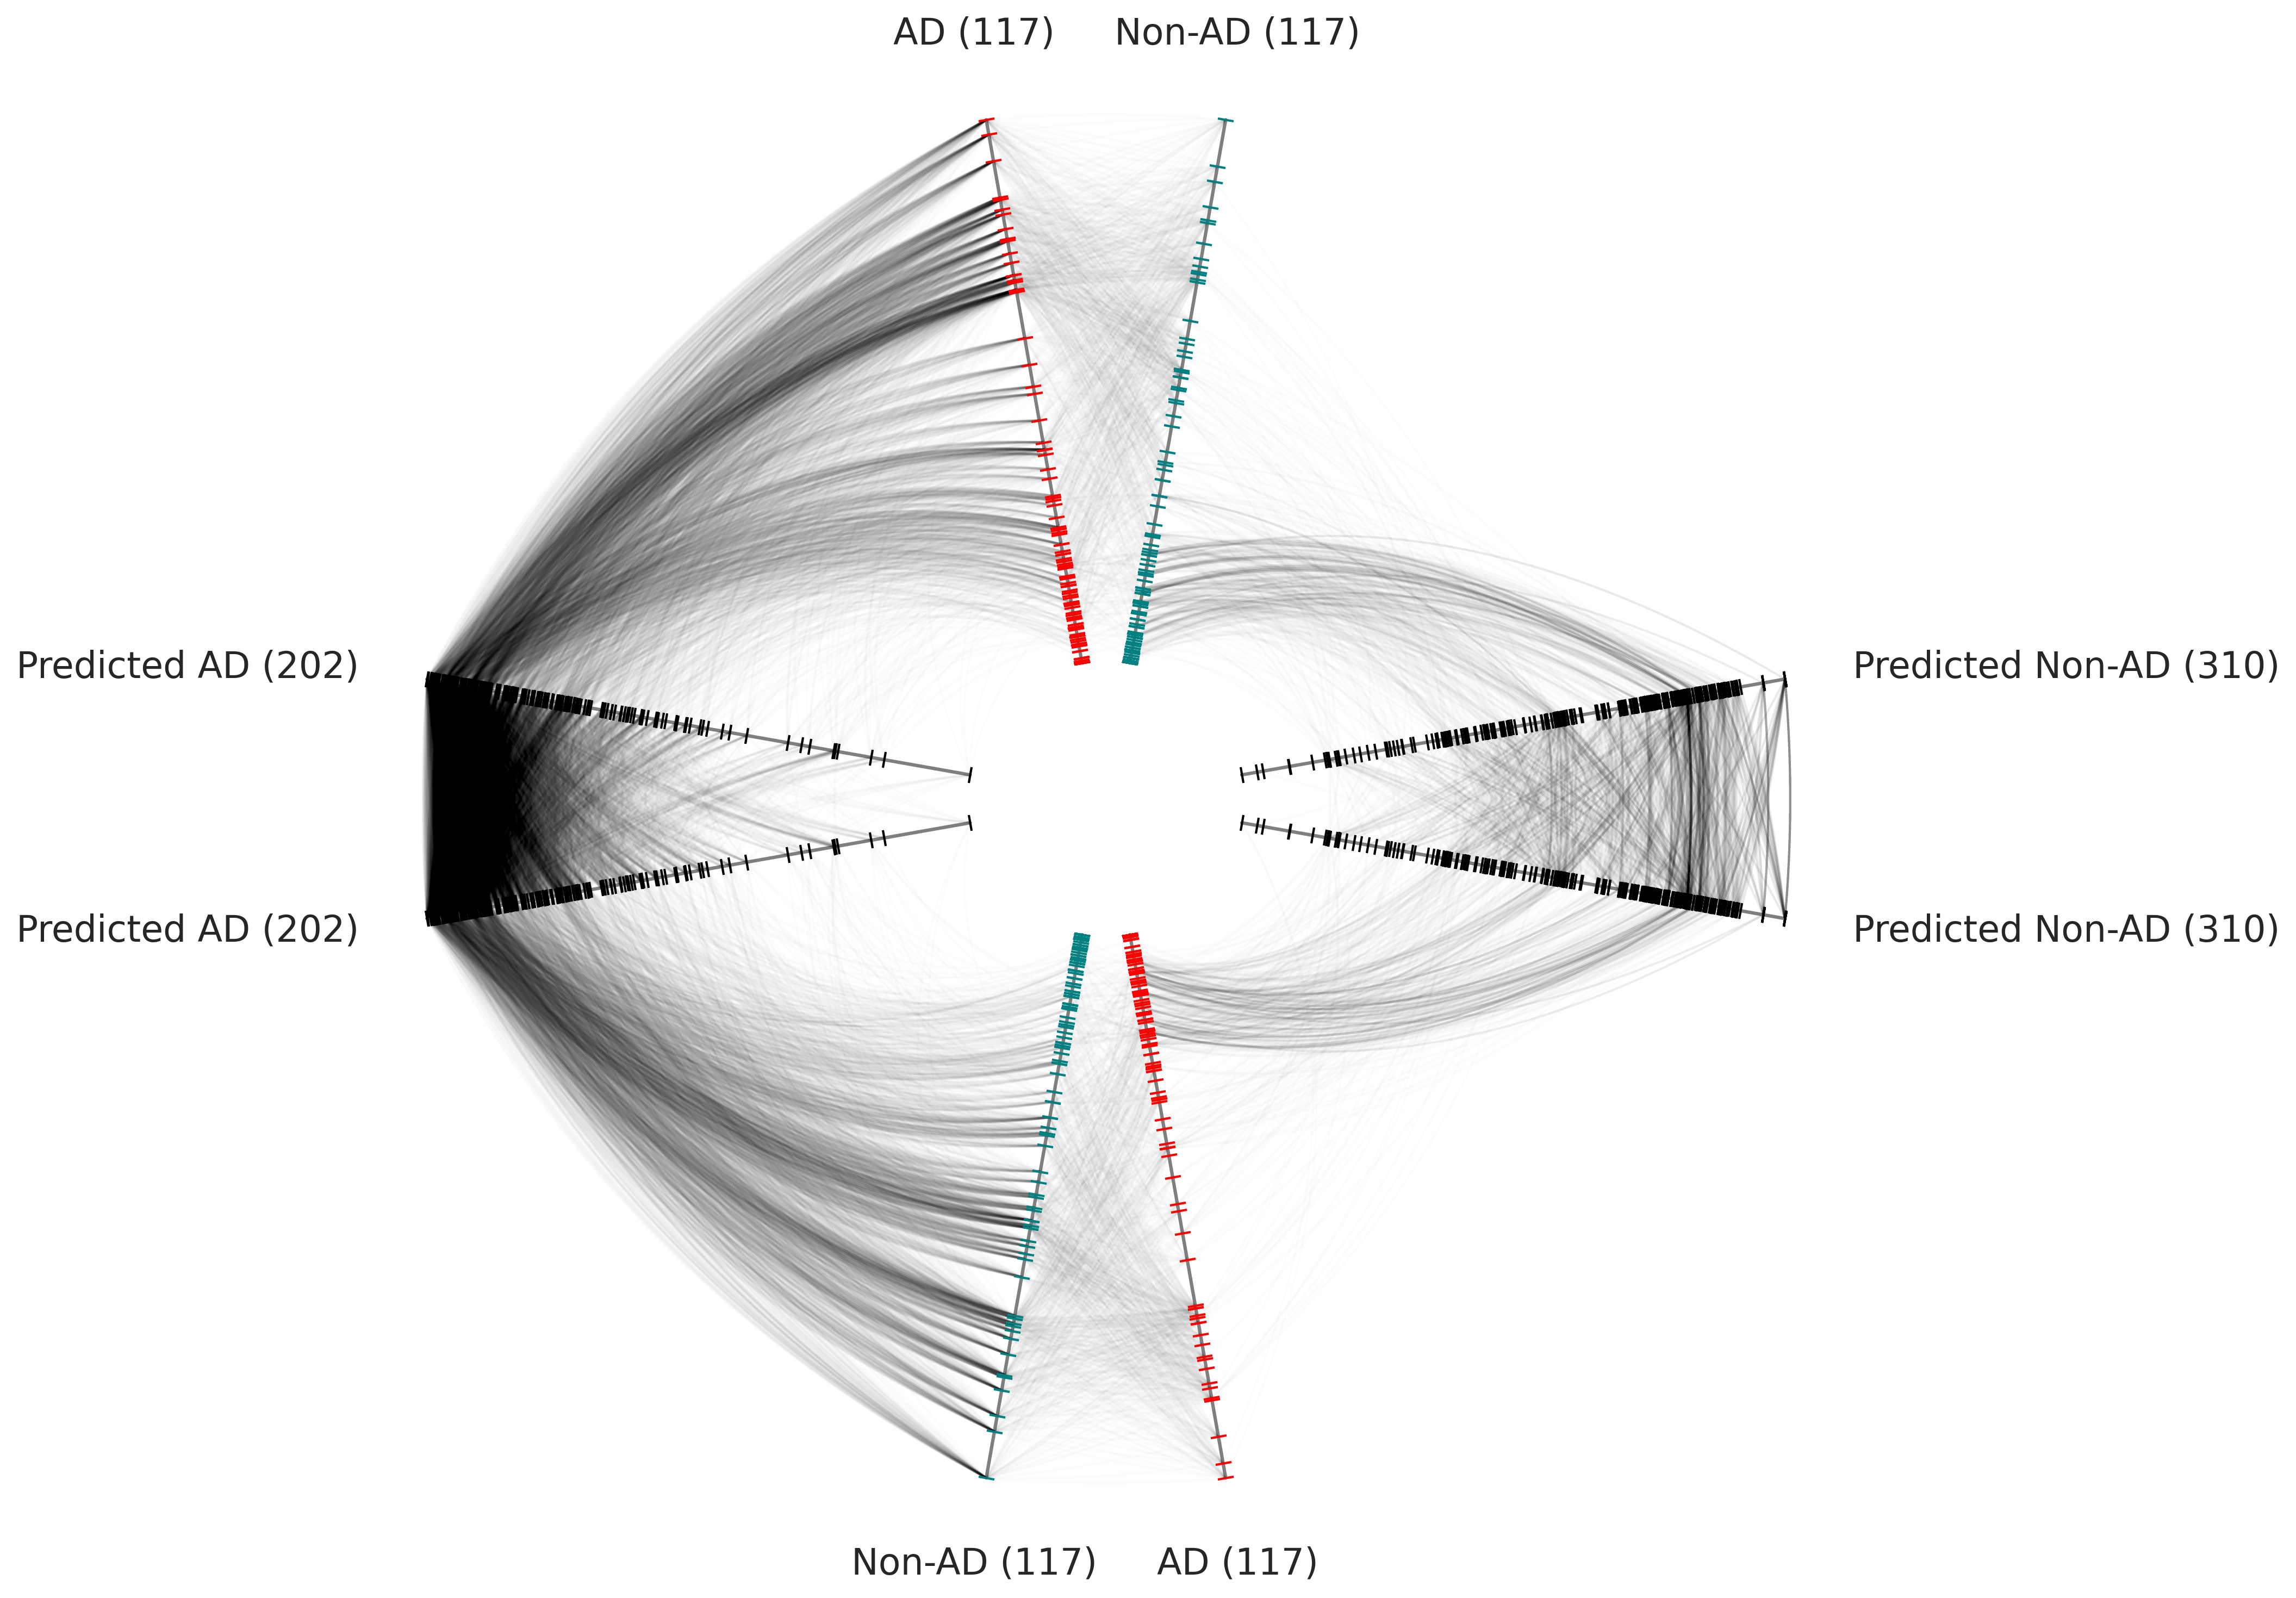 AD (117)
Non-AD (117)
Predicted AD (202)
Predicted Non-AD (310)
Predicted AD (202)
Predicted Non-AD (310)
Non-AD (117)
AD (117)